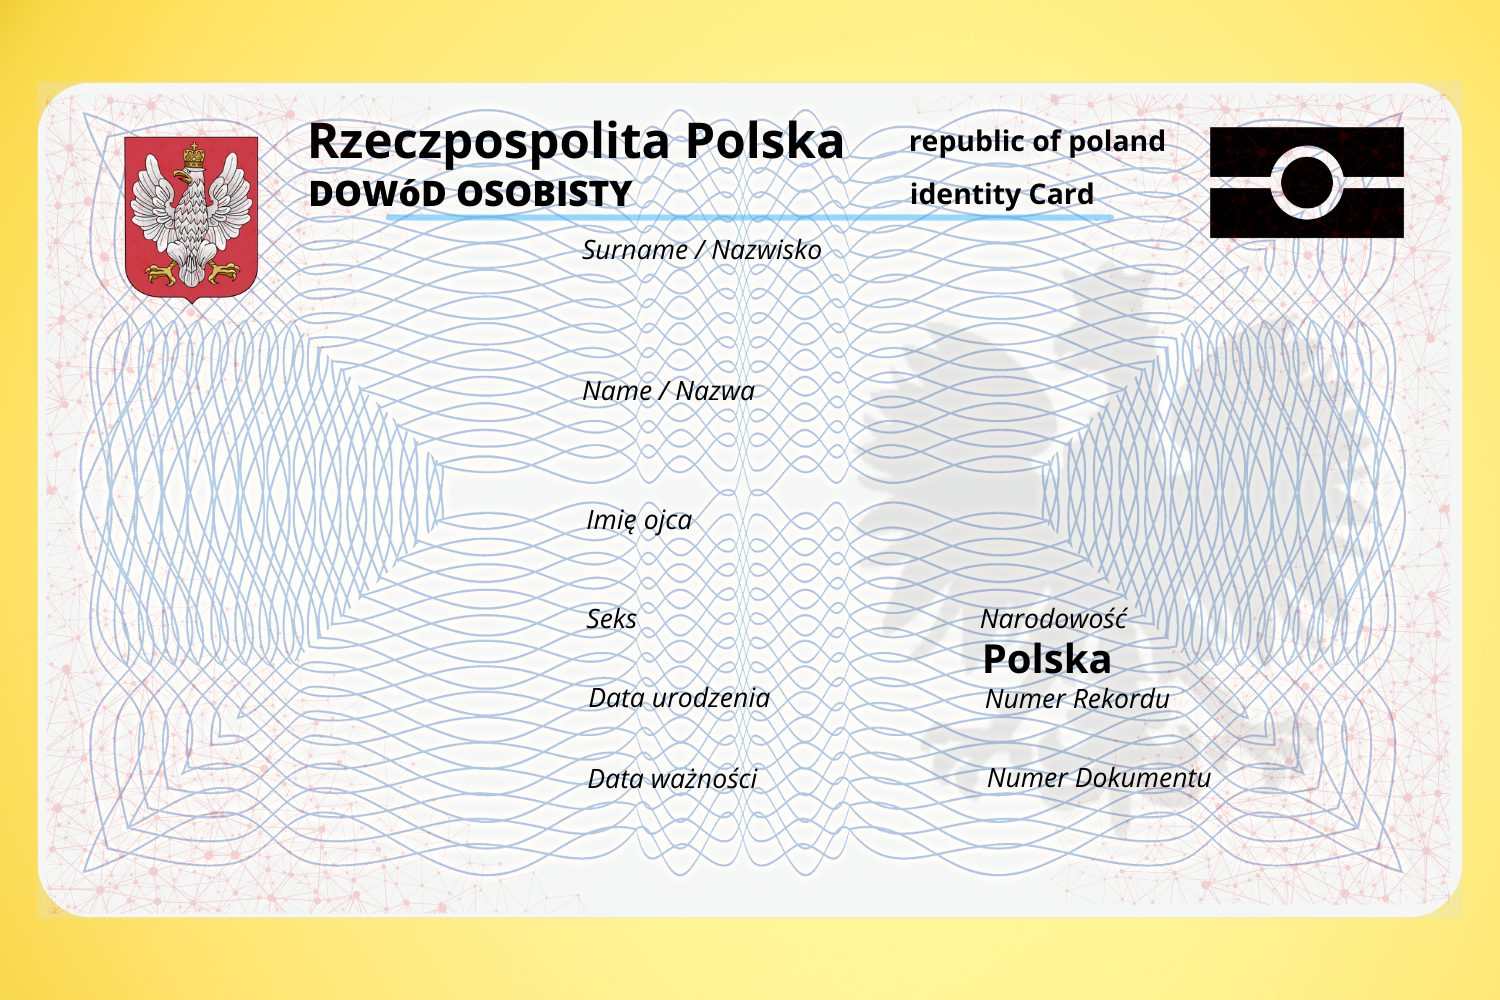 Rzeczpospolita Polska
republic of poland
DOWóD OSOBISTY
identity Card
Surname / Nazwisko
Name / Nazwa
Imię ojca
Seks
Narodowość
Polska
Data urodzenia
Numer Rekordu
Data ważności
Numer Dokumentu